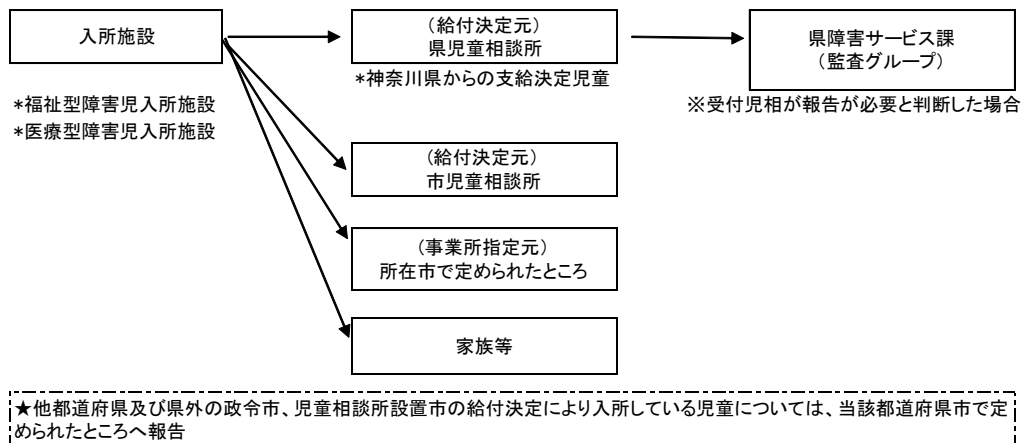 入所施設
*福祉型障害児入所施設
*医療型障害児入所施設
(給付決定元)
県児童相談所
*神奈川県からの支給決定児童
県障害サービス課
(監査グループ)
※受付児相が報告が必要と判断した場合
(給付決定元)
市児童相談所
(事業所指定元)
所在市で定められたところ
家族等
★他都道府県及び県外の政令市、児童相談所設置市の給付決定により入所している児童については、当該都道府県市で定
められたところへ報告